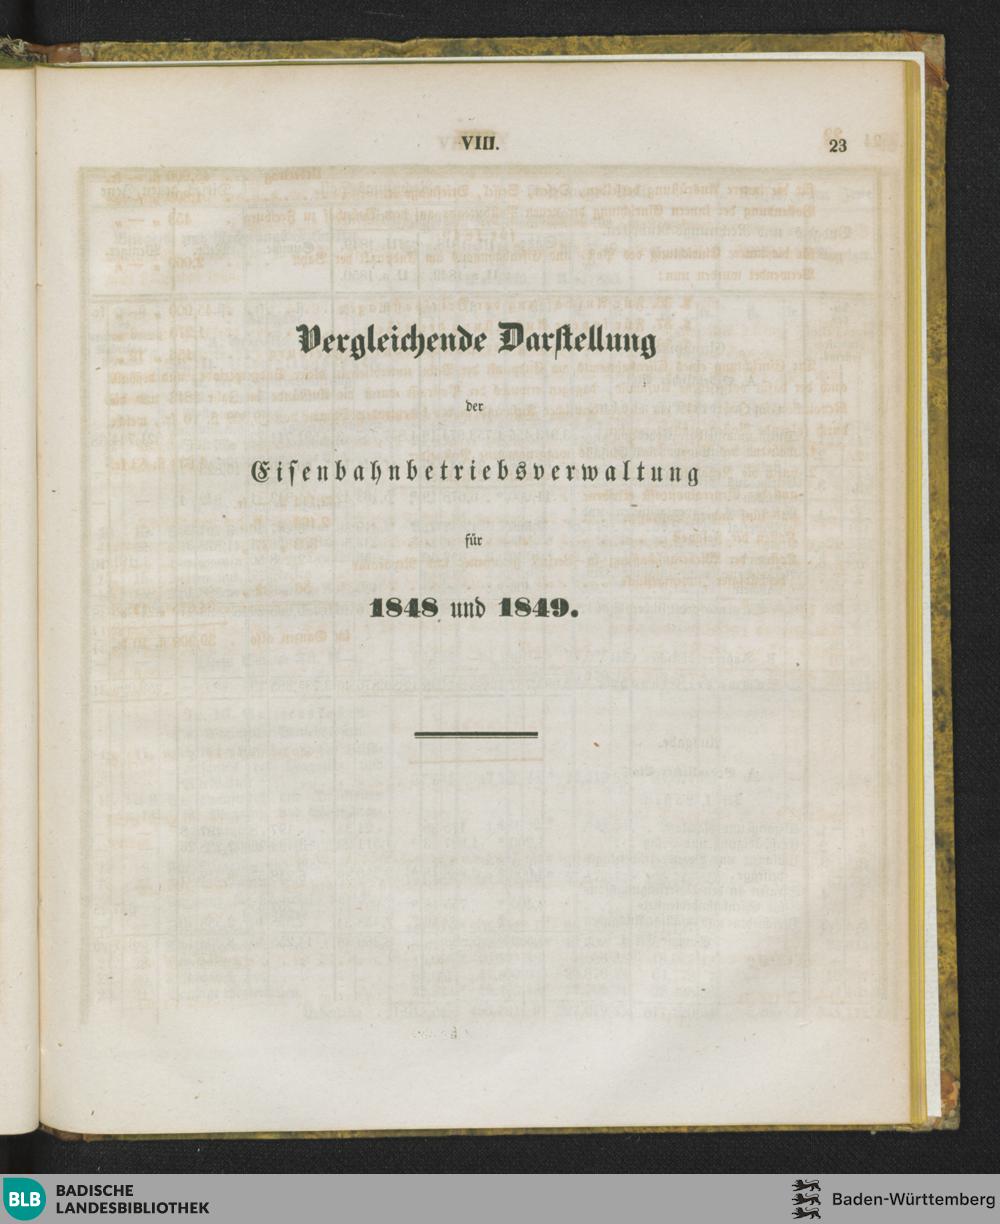 VIII.
23
Vergleichende Darſtellung
der
Eiſenbahnbetriebsverwaltung
für
1848 und 1849.
BLB
BADISCHE
LANDESBIBLIOTHEK
Baden-Württemberg